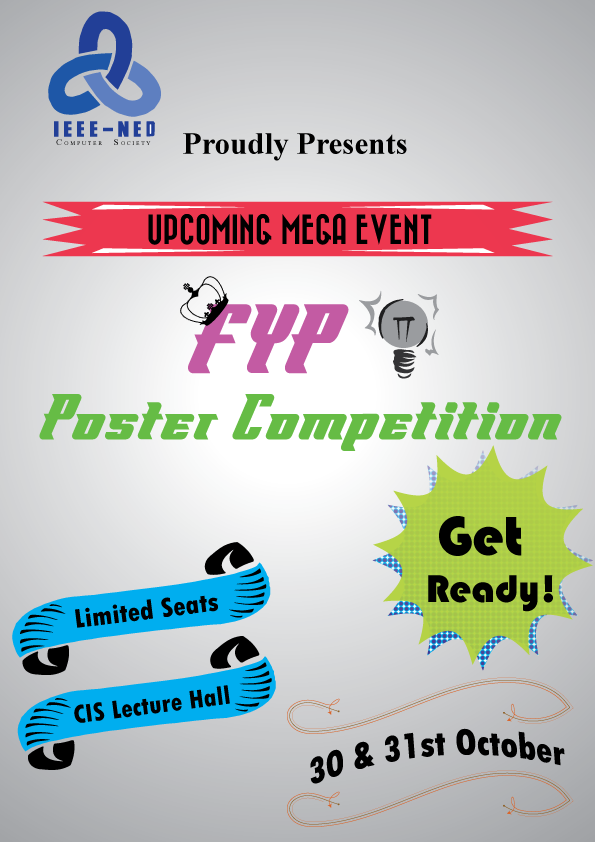 IEEE-NED
Computer Society
Proudly Presents
UPCOMING MEGA EVENT
FYP
Poster Competition
Get
Ready!
Limited Seats
CIS Lecture Hall
30 & 31st October